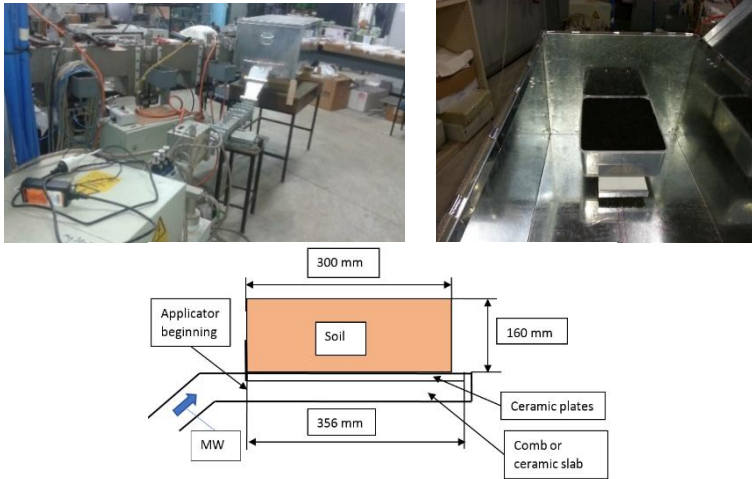 300 mm
Applicator
beginning
Soil
160 mm
Ceramic plates
356 mm
MW
Comb or
ceramic slab